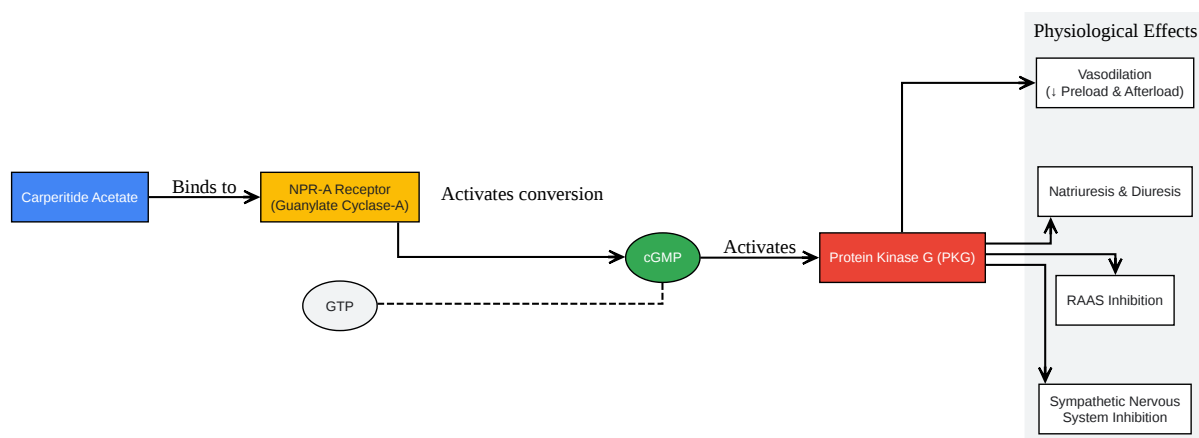 Physiological Effects
Vasodilation
(↓ Preload & Afterload)
Carperitide Acetate
Binds to
NPR-A Receptor
(Guanylate Cyclase-A)
Activates conversion
Natriuresis & Diuresis
cGMP
Activates
Protein Kinase G (PKG)
GTP
RAAS Inhibition
Sympathetic Nervous
System Inhibition